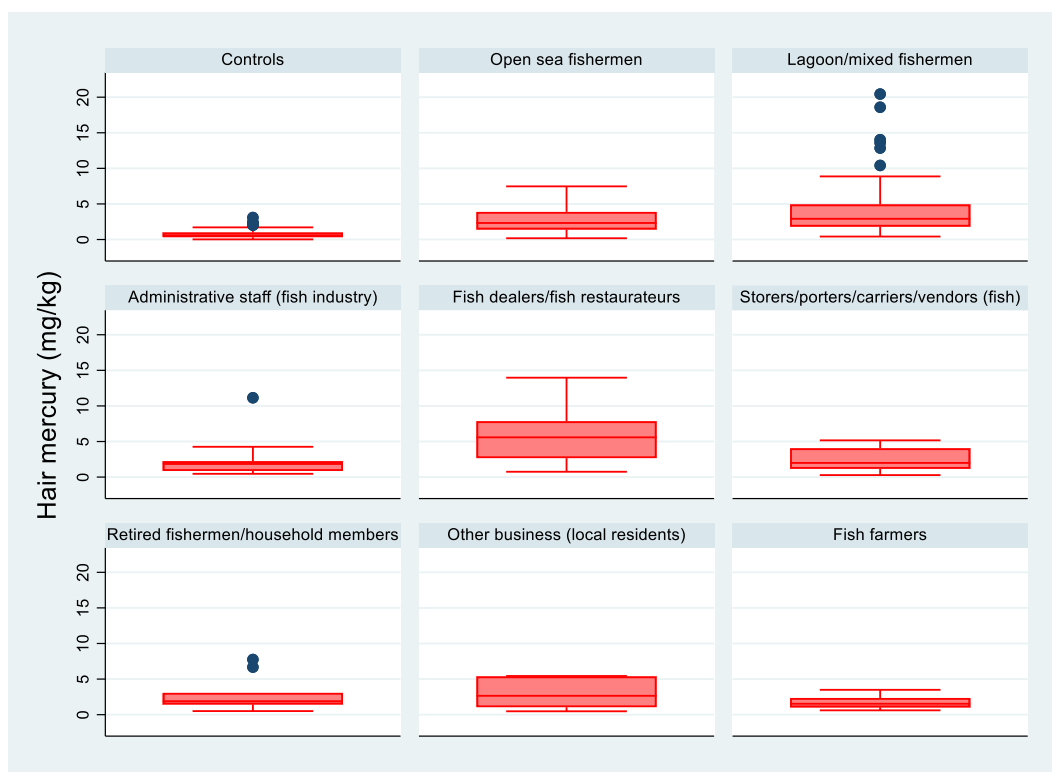 Controls
Open sea fishermen
Lagoon/mixed fishermen
20
15
10
5
0
Hair mercury (mg/kg)
Administrative staff (fish industry)
Fish dealers/fish restaurateurs
Storers/porters/carriers/vendors (fish)
20
15
10
5
0
Retired fishermen/household members
Other business (local residents)
Fish farmers
20
15
10
5
0